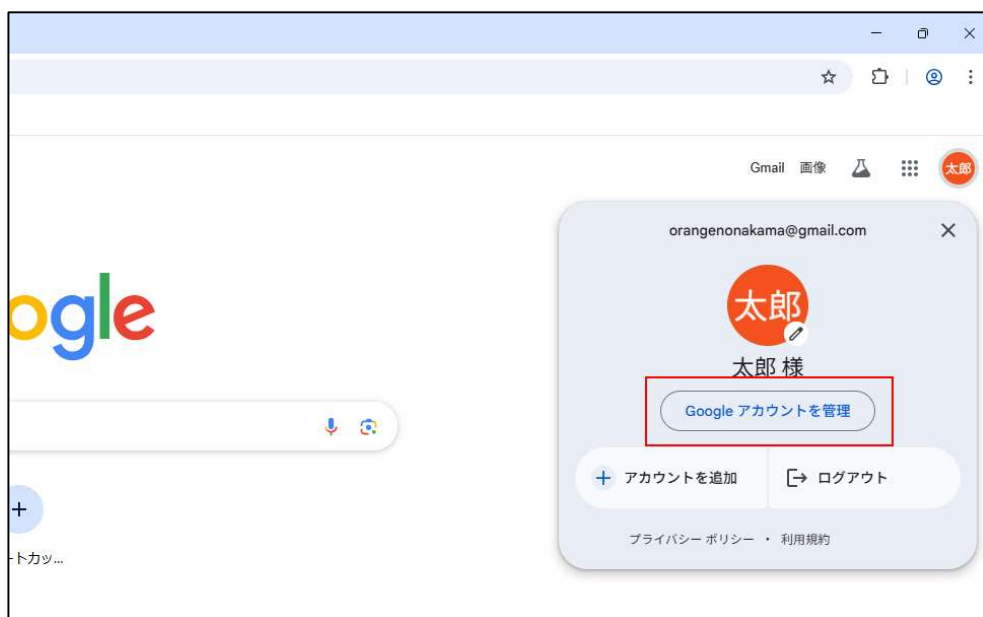 Gmail 画像
太郎
orangenonakama@gmail.com
太郎
太郎 様
Google アカウントを管理
アカウントを追加
ログアウト
プライバシー ポリシー ・ 利用規約
ogle
ートカッ...